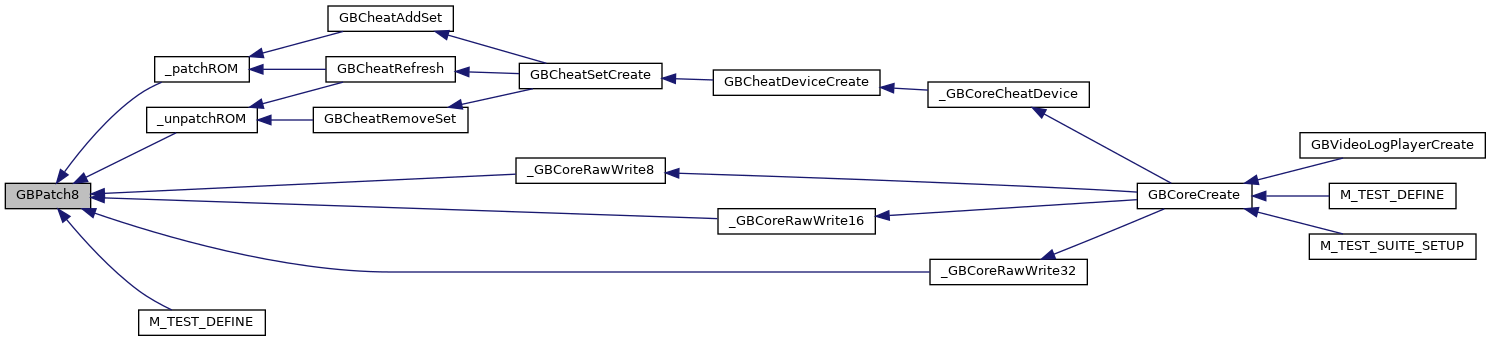 GBCheatAddSet
_patchROM
GBCheatRefresh
GBCheatSetCreate
GBCheatDeviceCreate
_GBCoreCheatDevice
_unpatchROM
GBCheatRemoveSet
GBVideoLogPlayerCreate
_GBCoreRawWrite8
GBPatch8
GBCoreCreate
M_TEST_DEFINE
_GBCoreRawWrite16
M_TEST_SUITE_SETUP
_GBCoreRawWrite32
M_TEST_DEFINE